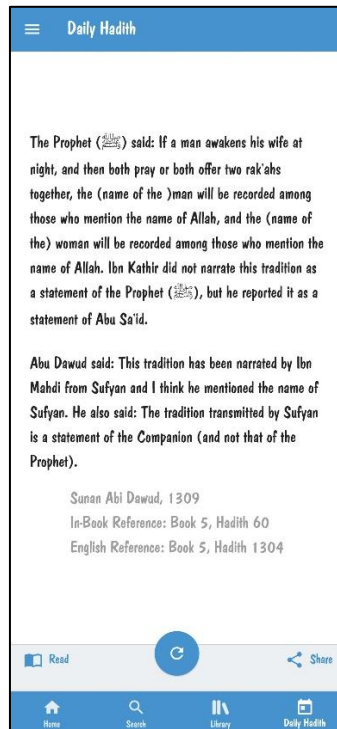 Daily Hadith
The Prophet (ﷺ) said: If a man awakens his wife at
night, and then both pray or both offer two rak'ahs
together, the (name of the )man will be recorded among
those who mention the name of Allah, and the (name of
the) woman will be recorded among those who mention the
name of Allah. Ibn Kathir did not narrate this tradition as
a statement of the Prophet (ﷺ), but he reported it as a
statement of Abu Sa'id.
Abu Dawud said: This tradition has been narrated by Ibn
Mahdi from Sufyan and I think he mentioned the name of
Sufyan. He also said: The tradition transmitted by Sufyan
is a statement of the Companion (and not that of the
Prophet).
Sunan Abi Dawud, 1309
In-Book Reference: Book 5, Hadith 60
English Reference: Book 5, Hadith 1304
Read
Share
Home
Search
Library
Daily Hadith